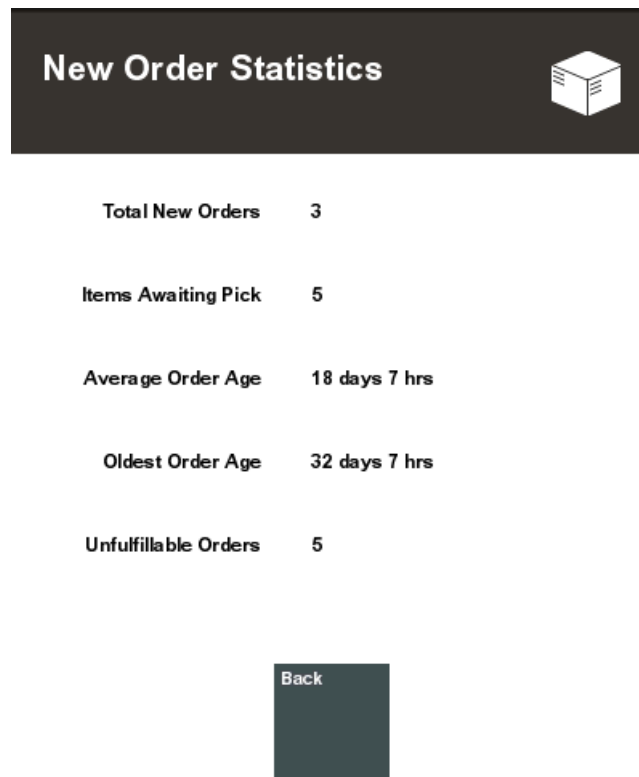 New Order Statistics
Total New Orders 3
Items Awaiting Pick 5
Average Order Age 18 days 7 hrs
Oldest Order Age 32 days 7 hrs
Unfulfillable Orders 5
Back